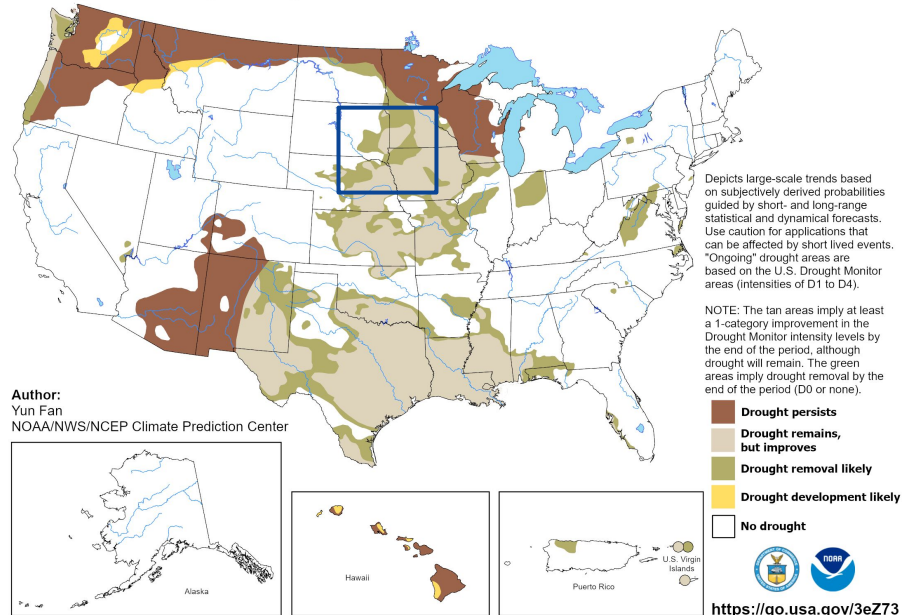 Depicts large-scale trends based
on subjectively derived probabilities
guided by short- and long-range
statistical and dynamical forecasts.
Use caution for applications that
can be affected by short lived events.
"Ongoing" drought areas are
based on the U.S. Drought Monitor
areas (intensities of D1 to D4).
NOTE: The tan areas imply at least
a 1-category improvement in the
Drought Monitor intensity levels by
the end of the period, although
drought will remain. The green
areas imply drought removal by the
end of the period (D0 or none).
Author:
Yun Fan
NOAA/NWS/NCEP Climate Prediction Center
Drought persists
Drought remains,
but improves
Drought removal likely
Drought development likely
No drought
Alaska
Hawaii
Puerto Rico
U.S. Virgin
Islands
NOAA
https://go.usa.gov/3eZ73